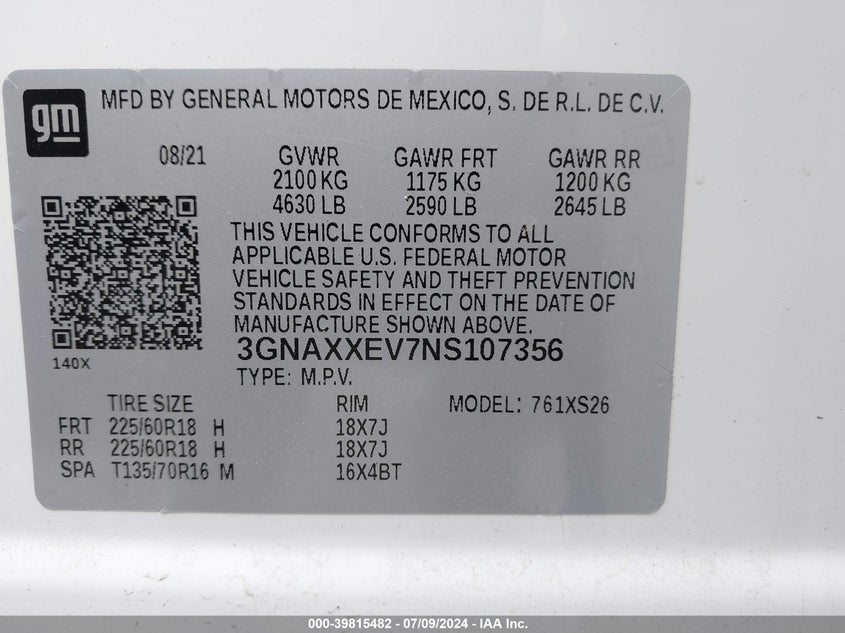 gm
MFD BY GENERAL MOTORS DE MEXICO, S. DE R.L. DE C.V.
08/21 GVWR GAWR FRT GAWR RR
2100 KG 1175 KG 1200 KG
4630 LB 2590 LB 2645 LB
THIS VEHICLE CONFORMS TO ALL
APPLICABLE U.S. FEDERAL MOTOR
VEHICLE SAFETY AND THEFT PREVENTION
STANDARDS IN EFFECT ON THE DATE OF
MANUFACTURE SHOWN ABOVE.
3GNAXXEV7NS107356
140X
TYPE: M.P.V.
TIRE SIZE RIM MODEL: 761XS26
FRT 225/60R18 H 18X7J
RR 225/60R18 H 18X7J
SPA T135/70R16 M 16X4BT
000-39815482 - 07/09/2024 - IAA Inc.